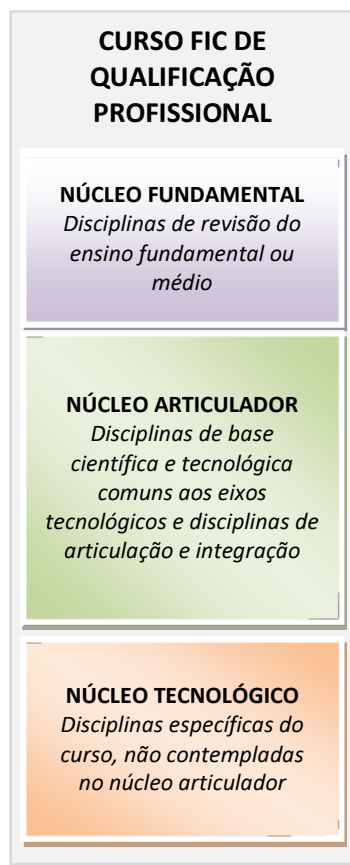 CURSO FIC DE
QUALIFICAÇÃO
PROFISSIONAL
NÚCLEO FUNDAMENTAL
Disciplinas de revisão do
ensino fundamental ou
médio
NÚCLEO ARTICULADOR
Disciplinas de base
científica e tecnológica
comuns aos eixos
tecnológicos e disciplinas de
articulação e integração
NÚCLEO TECNOLÓGICO
Disciplinas específicas do
curso, não contempladas
no núcleo articulador